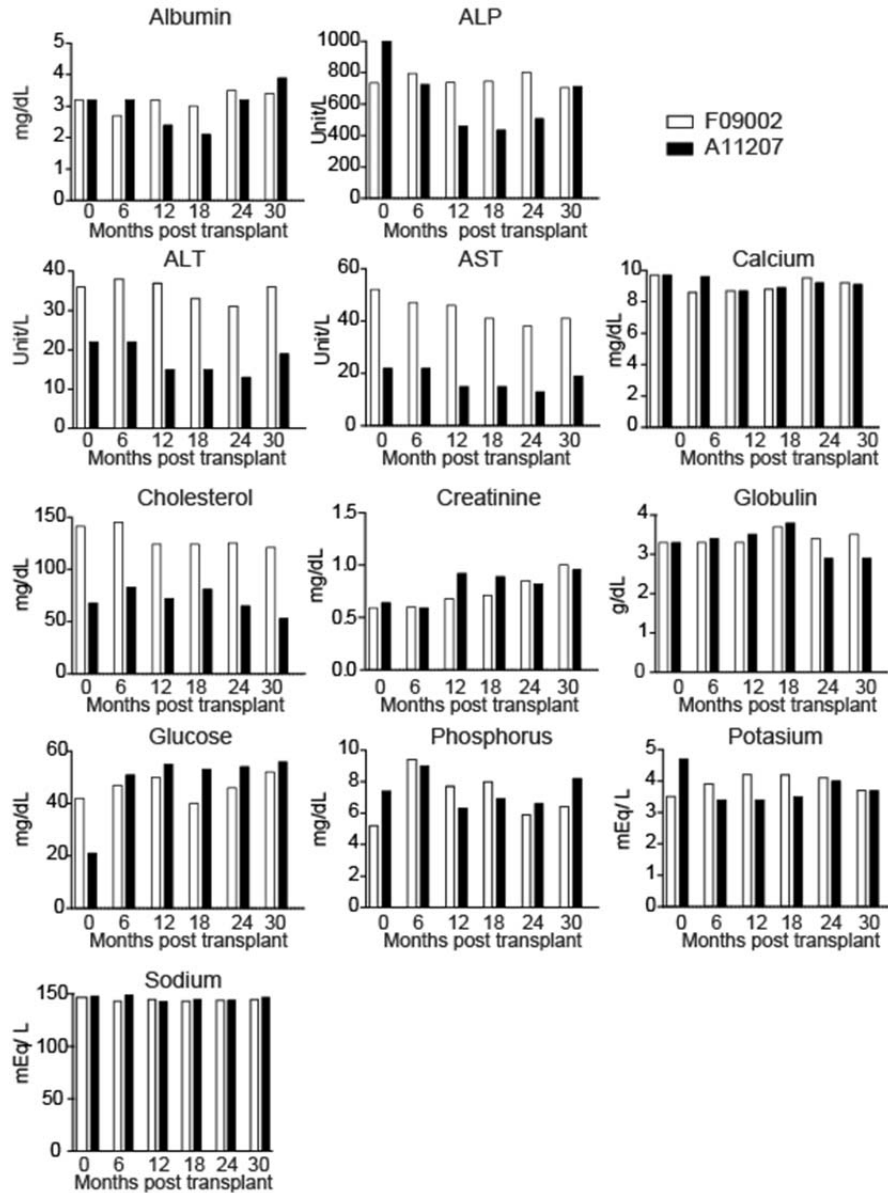 Albumin
5
4
3
2
1
0
mg/dL
0 6 12 18 24 30
Months post transplant
ALP
1000
800
600
400
200
0
Unit/L
0 6 12 18 24 30
Months post transplant
F09002
A11207
ALT
40
30
20
10
0
Unit/L
0 6 12 18 24 30
Months post transplant
AST
60
40
20
0
Unit/L
0 6 12 18 24 30
Months post transplant
Calcium
10
8
6
4
2
0
mg/dL
0 6 12 18 24 30
Months post transplant
Cholesterol
150
100
50
0
mg/dL
0 6 12 18 24 30
Months post transplant
Creatinine
1.5
1.0
0.5
0.0
mg/dL
0 6 12 18 24 30
Months post transplant
Globulin
4
3
2
1
0
g/dL
0 6 12 18 24 30
Months post transplant
Glucose
60
40
20
0
mg/dL
0 6 12 18 24 30
Months post transplant
Phosphorus
10
8
6
4
2
0
mg/dL
0 6 12 18 24 30
Months post transplant
Potasium
5
4
3
2
1
0
mEq/ L
0 6 12 18 24 30
Months post transplant
Sodium
150
100
50
0
mEq/ L
0 6 12 18 24 30
Months post transplant